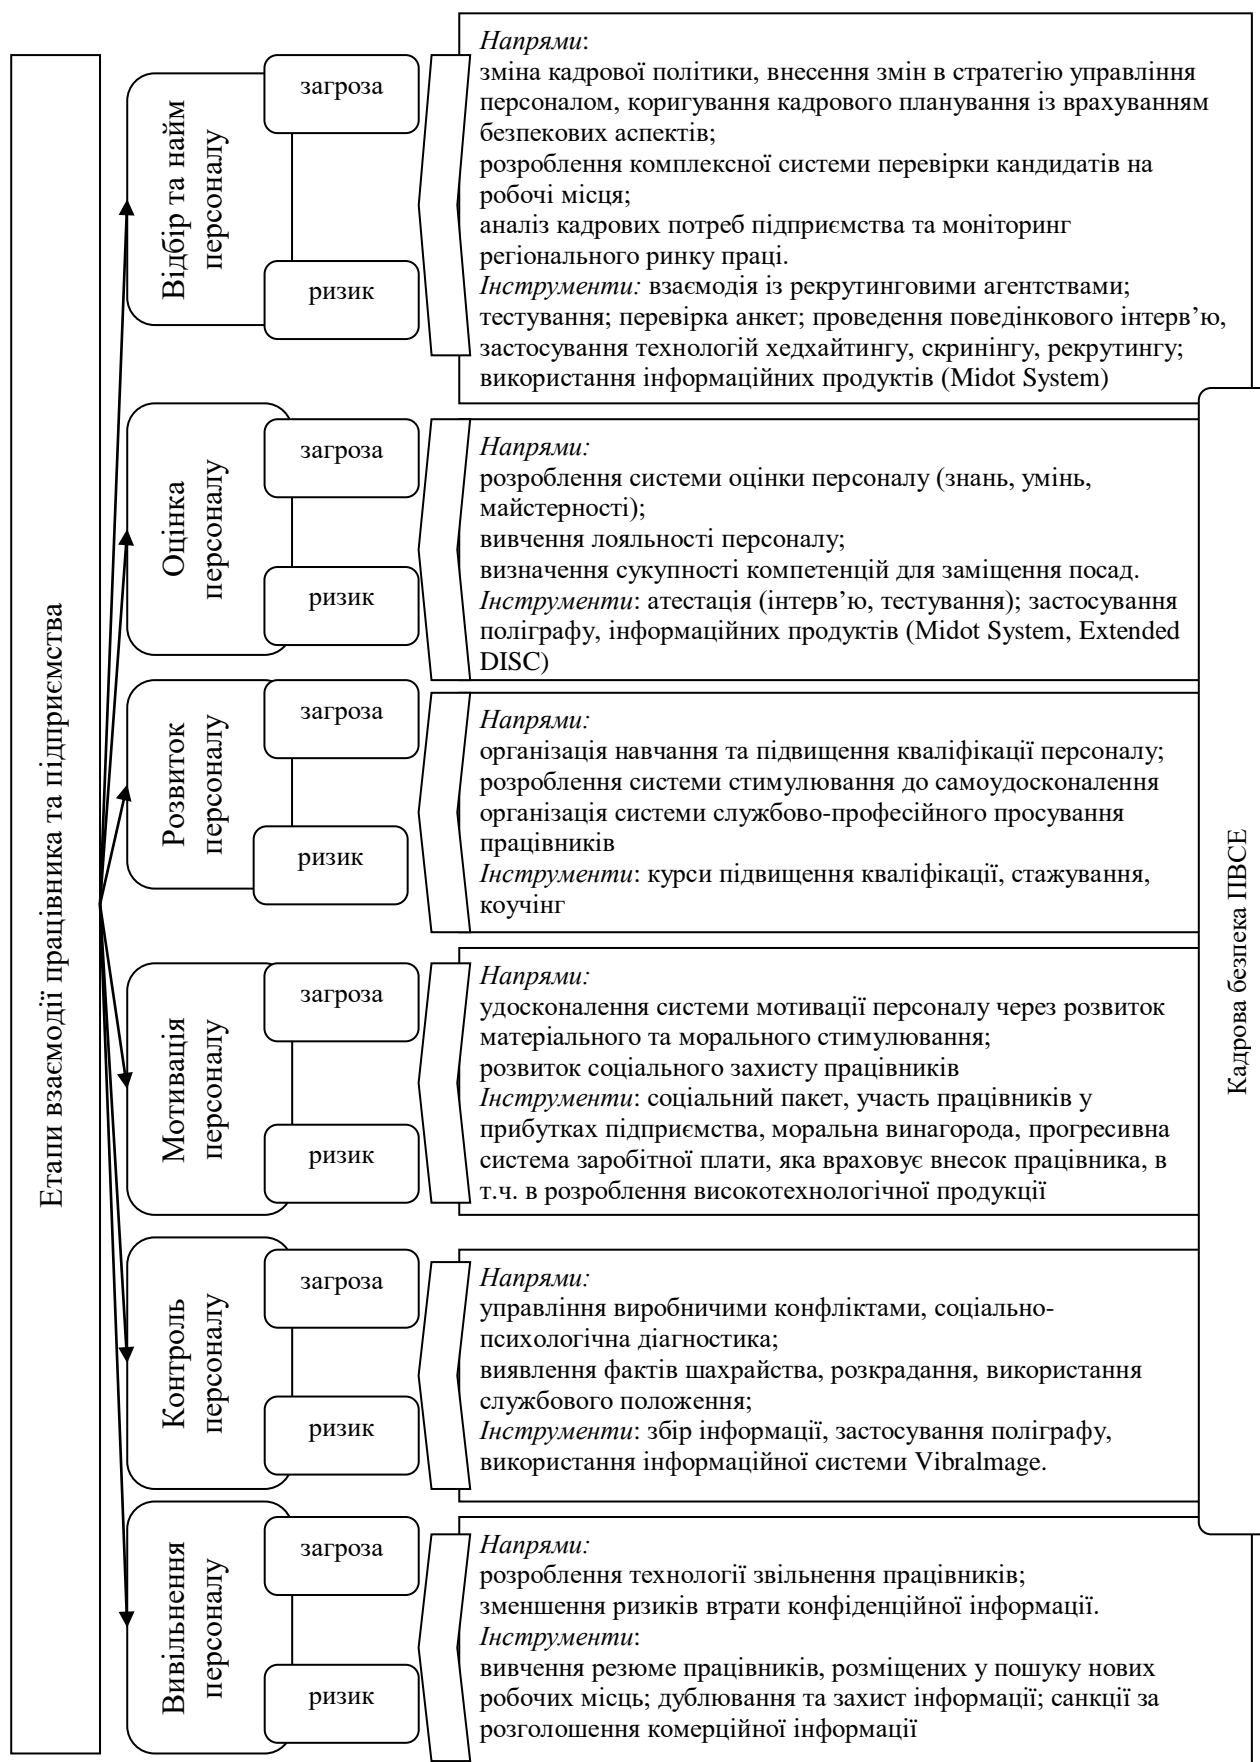 Етапи взаємодії працівника та підприємства
Відбір та найм
персоналу
загроза
ризик
Напрями:
зміна кадрової політики, внесення змін в стратегію управління
персоналом, коригування кадрового планування із врахуванням
безпекових аспектів;
розроблення комплексної системи перевірки кандидатів на
робочі місця;
аналіз кадрових потреб підприємства та моніторинг
регіонального ринку праці.
Інструменти: взаємодія із рекрутинговими агентствами;
тестування; перевірка анкет; проведення поведінкового інтерв’ю,
застосування технологій хедхайтингу, скринінгу, рекрутингу;
використання інформаційних продуктів (Midot System)
Оцінка
персоналу
загроза
ризик
Напрями:
розроблення системи оцінки персоналу (знань, умінь,
майстерності);
вивчення лояльності персоналу;
визначення сукупності компетенцій для заміщення посад.
Інструменти: атестація (інтерв’ю, тестування); застосування
поліграфу, інформаційних продуктів (Midot System, Extended
DISC)
Розвиток
персоналу
загроза
ризик
Напрями:
організація навчання та підвищення кваліфікації персоналу;
розроблення системи стимулювання до самоудосконалення
організація системи службово-професійного просування
працівників
Інструменти: курси підвищення кваліфікації, стажування,
коучінг
Мотивація
персоналу
загроза
ризик
Напрями:
удосконалення системи мотивації персоналу через розвиток
матеріального та морального стимулювання;
розвиток соціального захисту працівників
Інструменти: соціальний пакет, участь працівників у
прибутках підприємства, моральна винагорода, прогресивна
система заробітної плати, яка враховує внесок працівника, в
т.ч. в розроблення високотехнологічної продукції
Контроль
персоналу
загроза
ризик
Напрями:
управління виробничими конфліктами, соціально-
психологічна діагностика;
виявлення фактів шахрайства, розкрадання, використання
службового положення;
Інструменти: збір інформації, застосування поліграфу,
використання інформаційної системи VibraImage.
Вивільнення
персоналу
загроза
ризик
Напрями:
розроблення технології звільнення працівників;
зменшення ризиків втрати конфіденційної інформації.
Інструменти:
вивчення резюме працівників, розміщених у пошуку нових
робочих місць; дублювання та захист інформації; санкції за
розголошення комерційної інформації
Кадрова безпека ПВСЕ